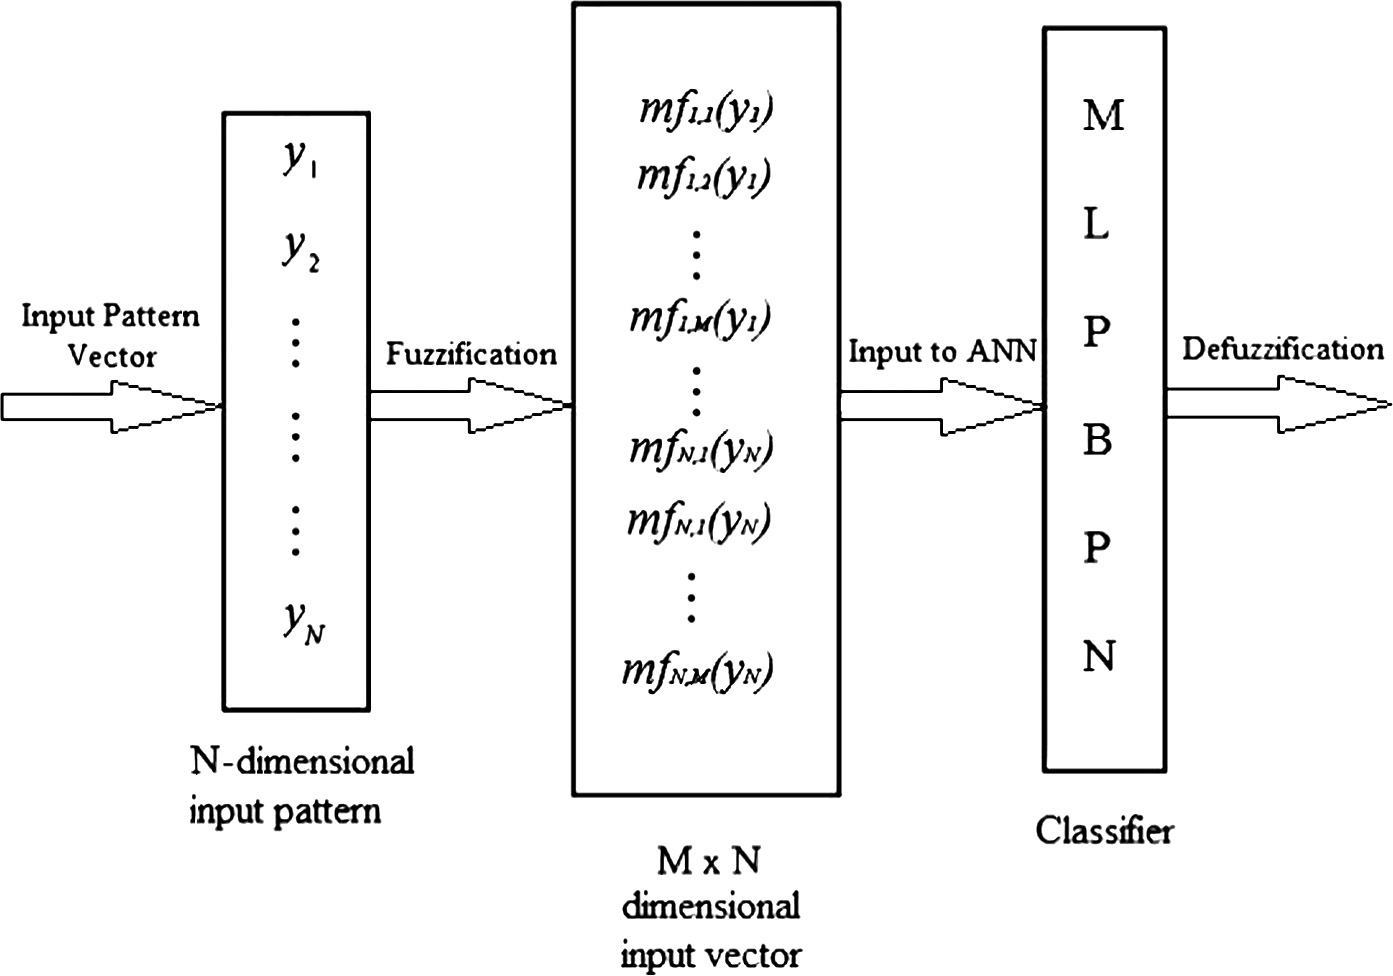 Input Pattern
Vector
y1
y2
⋮
⋮
⋮
yN
N-dimensional
input pattern
Fuzzification
mf1,1(y1)
mf1,2(y1)
⋮
mf1,M(y1)
⋮
mfN,1(yN)
mfN,1(yN)
⋮
mfN,M(yN)
M x N
dimensional
input vector
Input to ANN
M
L
P
B
P
N
Classifier
Defuzzification